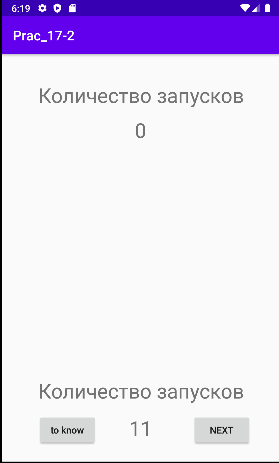 6:19
Prac_17-2
Количество запусков
0
Количество запусков
to know 11 NEXT